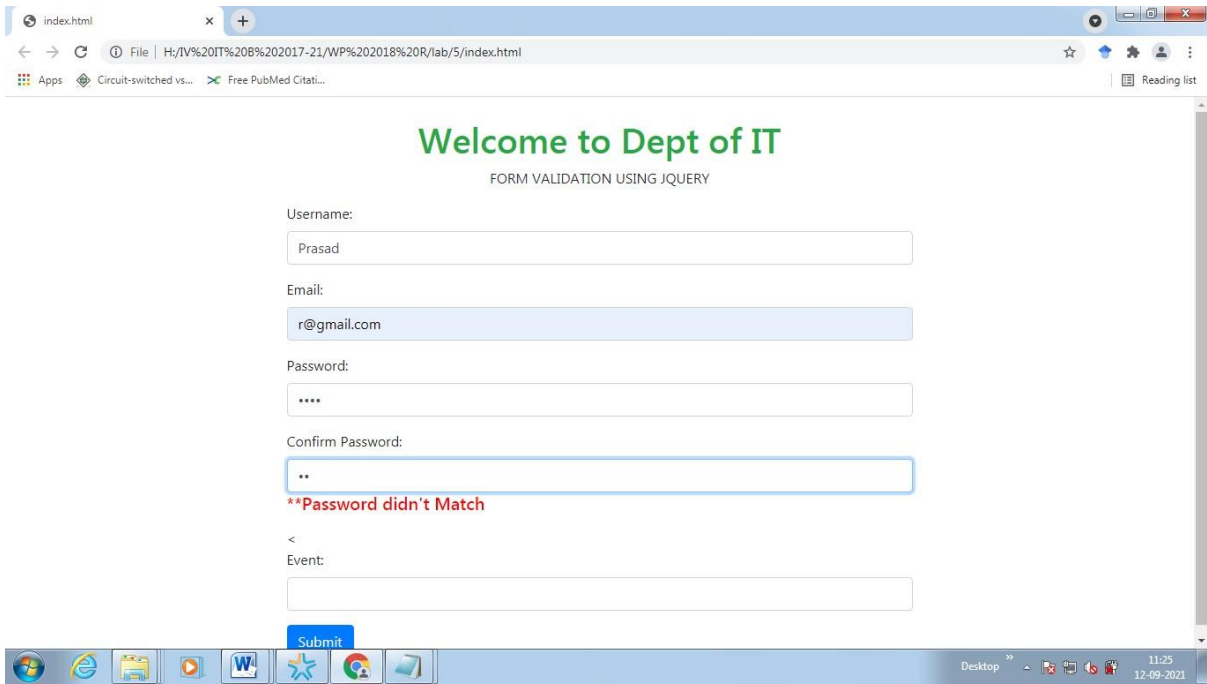 index.html
File | H:/IV%20IT%20B%202017-21/WP%202018%20R/lab/5/index.html
Apps Circuit-switched vs... Free PubMed Citati... Reading list
Welcome to Dept of IT
FORM VALIDATION USING JQUERY
Username:
Prasad
Email:
r@gmail.com
Password:
••••
Confirm Password:
••
**Password didn't Match
<
Event:
Submit
Desktop » 11:25
12-09-2021